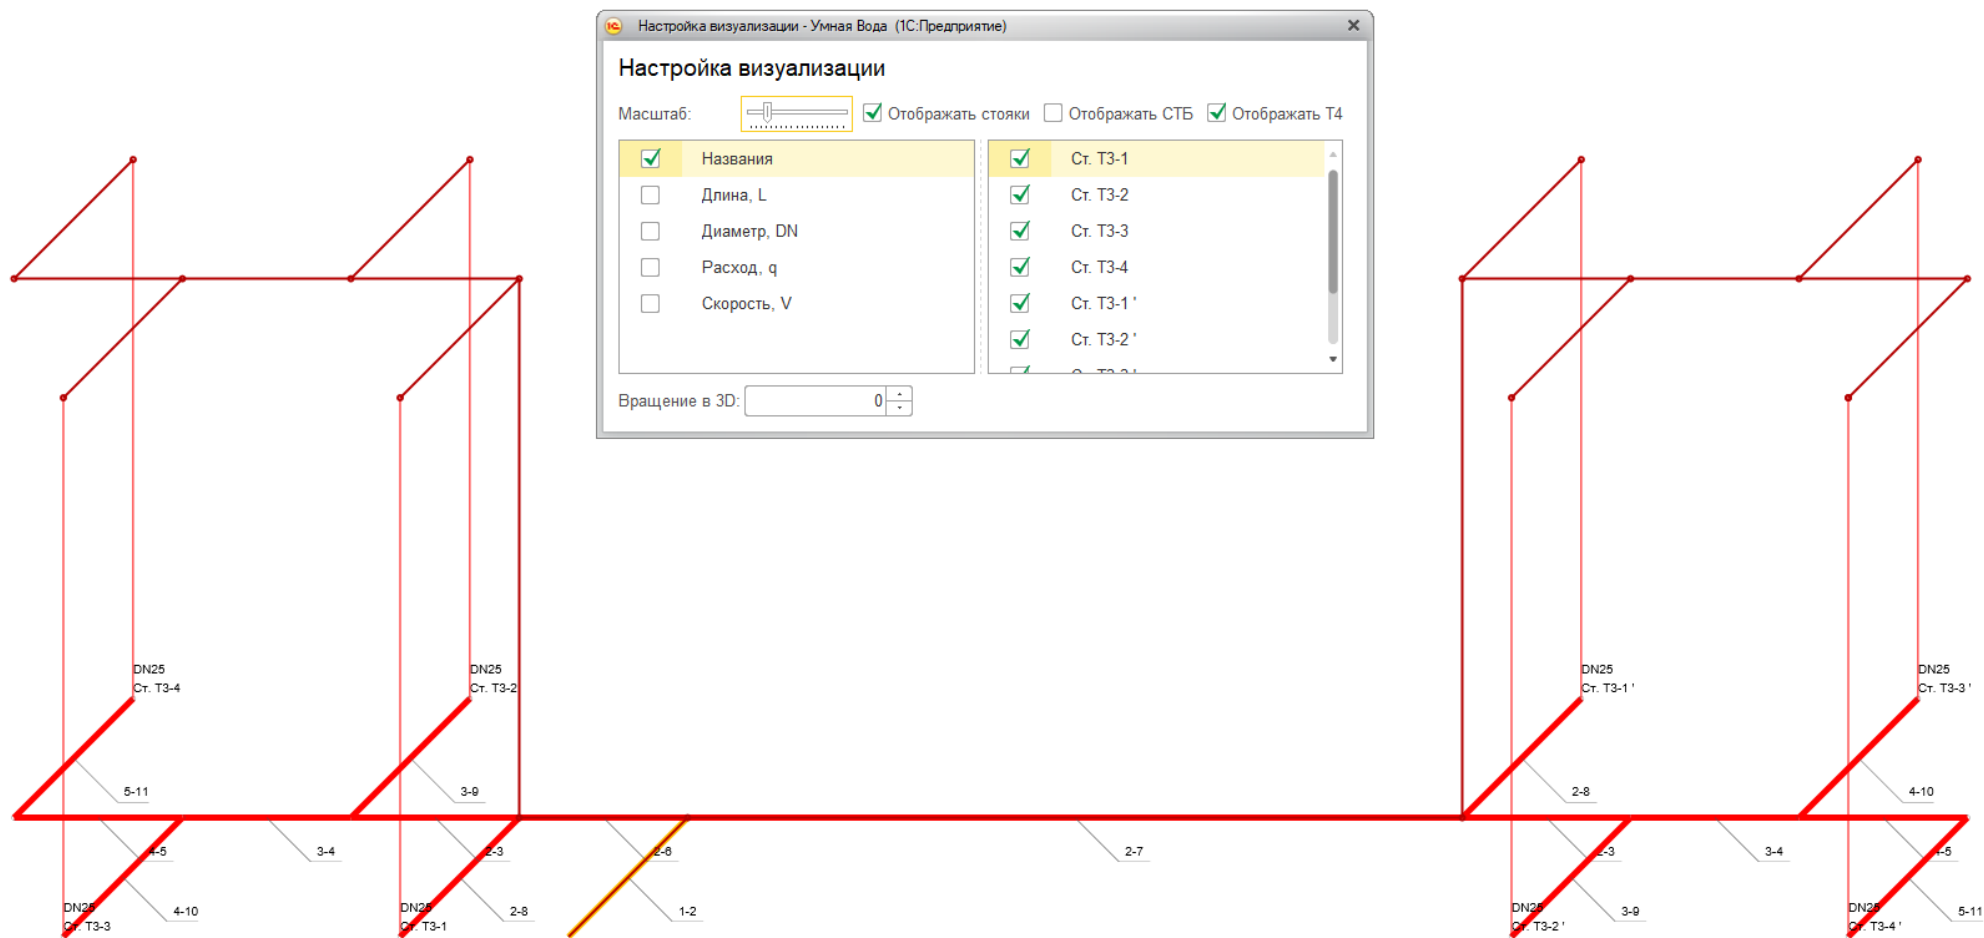 Настройка визуализации - Умная Вода (1С:Предприятие)
Настройка визуализации
Масштаб:
Отображать стояки
Отображать СТБ
Отображать Т4
Названия
Длина, L
Диаметр, DN
Расход, q
Скорость, V
Ст. Т3-1
Ст. Т3-2
Ст. Т3-3
Ст. Т3-4
Ст. Т3-1 '
Ст. Т3-2 '
Вращение в 3D: 0
DN25
Ст. Т3-4
DN25
Ст. Т3-2
DN25
Ст. Т3-1 '
DN25
Ст. Т3-3 '
5-11
3-9
2-8
4-10
4-5
3-4
2-3
2-6
2-7
2-3
3-4
4-5
DN25
Ст. Т3-3
4-10
DN25
Ст. Т3-1
2-8
1-2
DN25
Ст. Т3-2 '
3-9
DN25
Ст. Т3-4 '
5-11